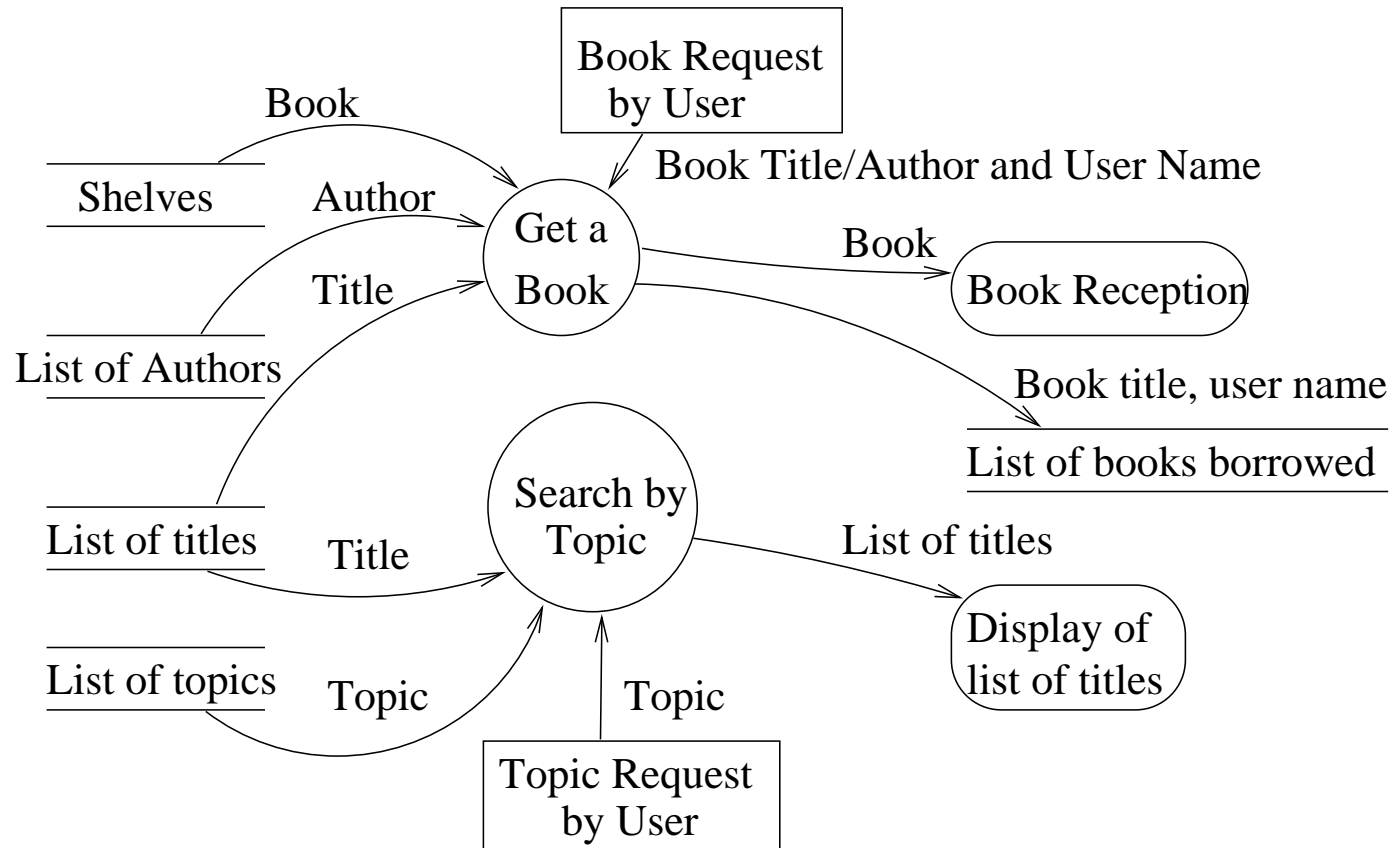 Book Request
by User
Book
Book Title/Author and User Name
Shelves
Author
Get a
Book
Book
Title
Book Reception
List of Authors
Book title, user name
List of books borrowed
Search by
Topic
List of titles
Title
List of titles
Display of
list of titles
List of topics
Topic
Topic
Topic Request
by User